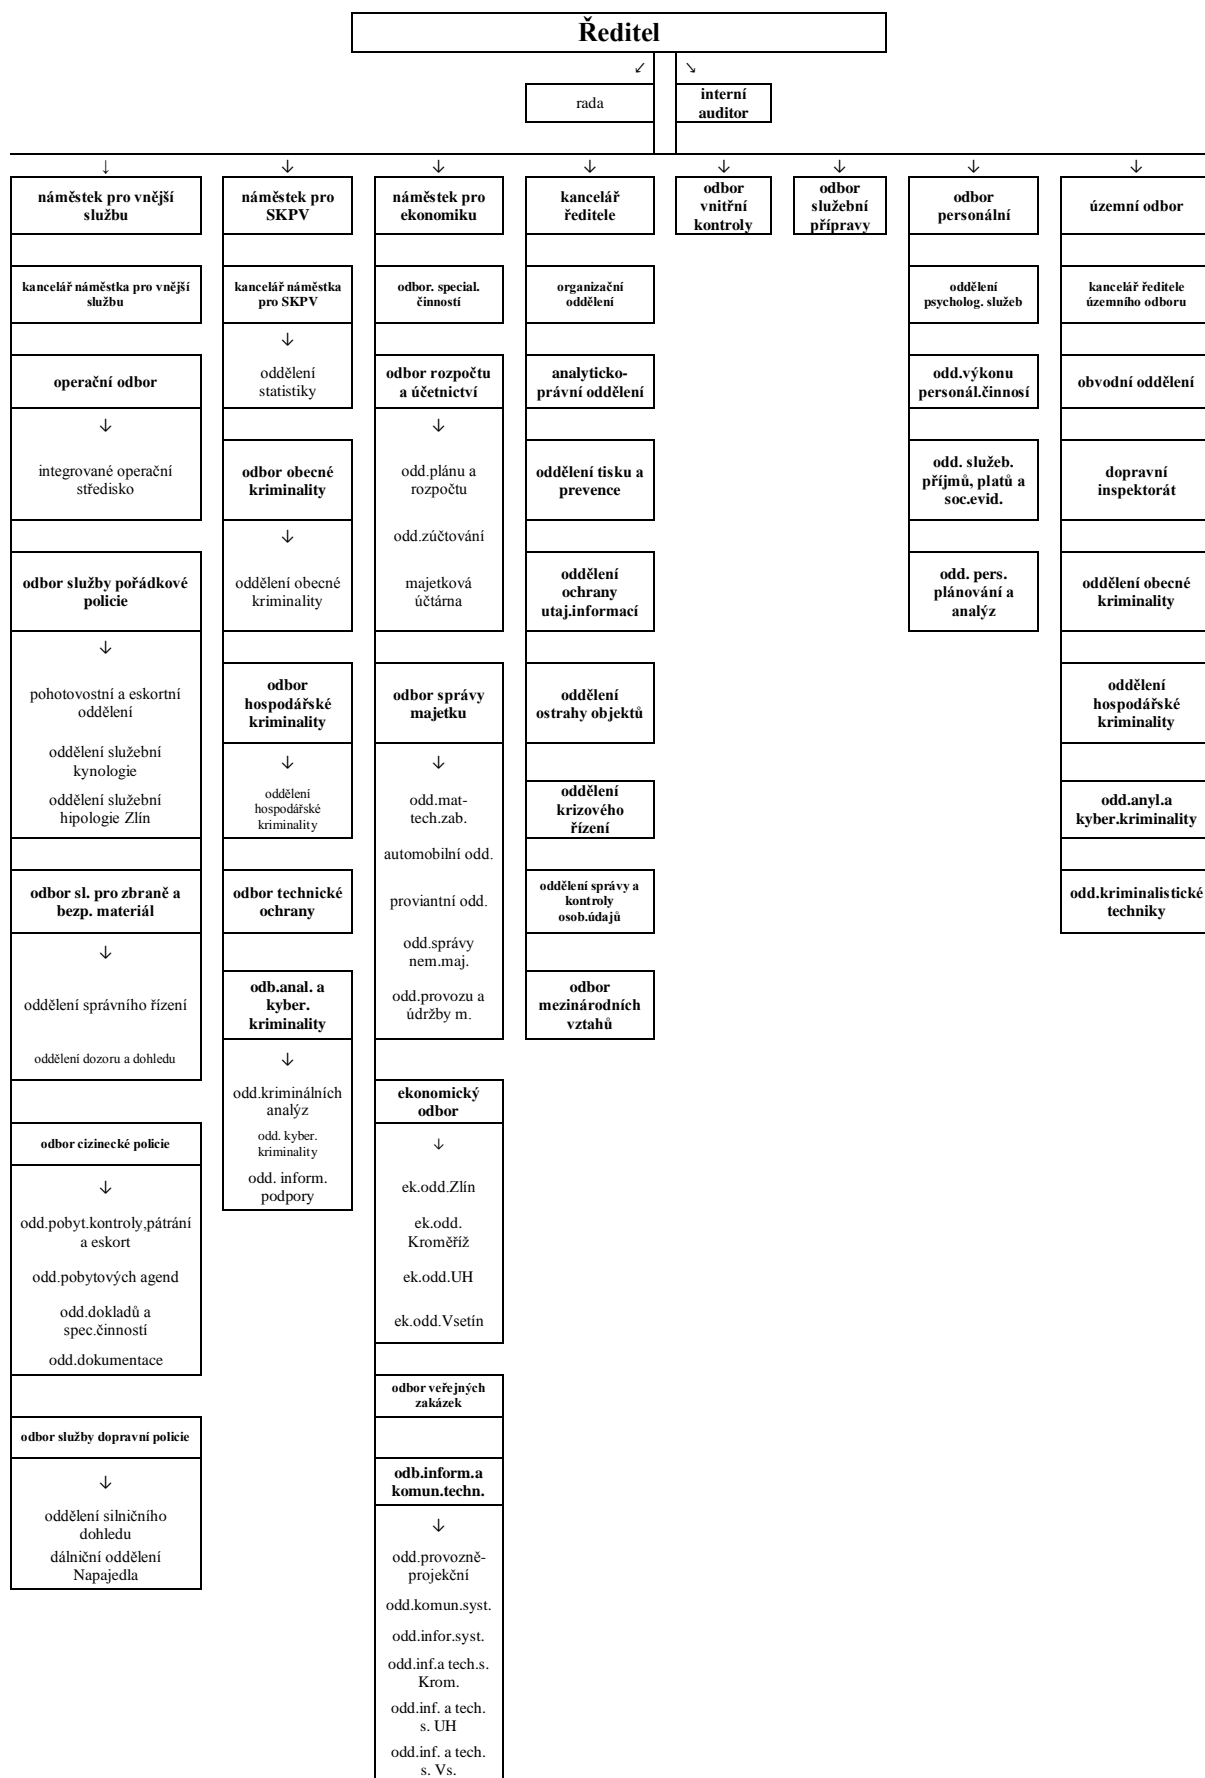 Ředitel
rada
interní
auditor
náměstek pro vnější
službu
náměstek pro
SKPV
náměstek pro
ekonomiku
kancelář
ředitele
odbor
vnitřní
kontroly
odbor
služební
přípravy
odbor
personální
územní odbor
kancelář náměstka pro vnější
službu
kancelář náměstka
pro SKPV
odbor. special.
činností
organizační
oddělení
oddělení
psycholog. služeb
kancelář ředitele
územního odboru
operační odbor
oddělení
statistiky
odbor rozpočtu
a účetnictví
analyticko-
právní oddělení
odd.výkonu
personál.činnosí
obvodní oddělení
integrované operační
středisko
odbor obecné
kriminality
odd.plánu a
rozpočtu
odd.zúčtování
majetková
účtárna
oddělení tisku a
prevence
odd. služeb.
příjmů, platů a
soc.evid.
dopravní
inspektorát
odbor služby pořádkové
policie
oddělení obecné
kriminality
oddělení
ochrany
utaj.informací
odd. pers.
plánování a
analýz
oddělení obecné
kriminality
pohotovostní a eskortní
oddělení
oddělení služební
kynologie
oddělení služební
hipologie Zlín
odbor
hospodářské
kriminality
oddělení
hospodářské
kriminality
odbor správy
majetku
odd.mat-
tech.zab.
automobilní odd.
proviantní odd.
odd.správy
nem.maj.
odd.provozu a
údržby m.
oddělení
ostrahy objektů
oddělení
krizového
řízení
oddělení
hospodářské
kriminality
odd.anyl.a
kyber.kriminality
odbor sl. pro zbraně a
bezp. materiál
odbor technické
ochrany
oddělení správy a
kontroly
osob.údajů
odd.kriminalistické
techniky
oddělení správního řízení
oddělení dozoru a dohledu
odb.anal. a
kyber.
kriminality
odbor
mezinárodních
vztahů
odd.kriminálních
analýz
odd. kyber.
kriminality
odd. inform.
podpory
ekonomický
odbor
ek.odd.Zlín
ek.odd.
Kroměříž
ek.odd.UH
ek.odd.Vsetín
odbor cizinecké policie
odd.pobyt.kontroly,pátrání
a eskort
odd.pobytových agend
odd.dokladů a
spec.činností
odd.dokumentace
odbor veřejných
zakázek
odbor služby dopravní policie
oddělení silničního
dohledu
dálniční oddělení
Napajedla
odb.inform.a
komun.techn.
odd.provozně-
projekční
odd.komun.syst.
odd.infor.syst.
odd.inf.a tech.s.
Krom.
odd.inf. a tech.
s. UH
odd.inf. a tech.
s. Vs.